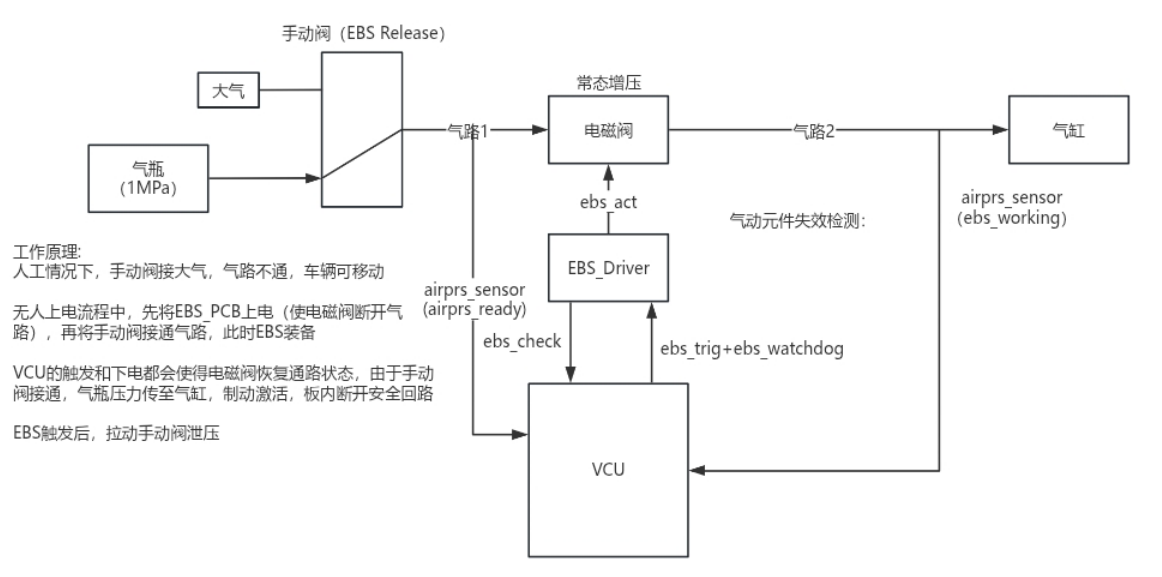 手动阀（EBS Release）
大气
常态增压
气路1
电磁阀
气路2
气缸
气瓶
（1MPa）
ebs_act
airprs_sensor
（ebs_working）
气动元件失效检测：
工作原理:
人工情况下，手动阀接大气，气路不通，车辆可移动
EBS_Driver
airprs_sensor
(airprs_ready)
无人上电流程中，先将EBS_PCB上电（使电磁阀断开气
路），再将手动阀接通气路，此时EBS装备
ebs_check
ebs_trig+ebs_watchdog
VCU的触发和下电都会使得电磁阀恢复通路状态，由于手动
阀接通，气瓶压力传至气缸，制动激活，板内断开安全回路
EBS触发后，拉动手动阀泄压
VCU